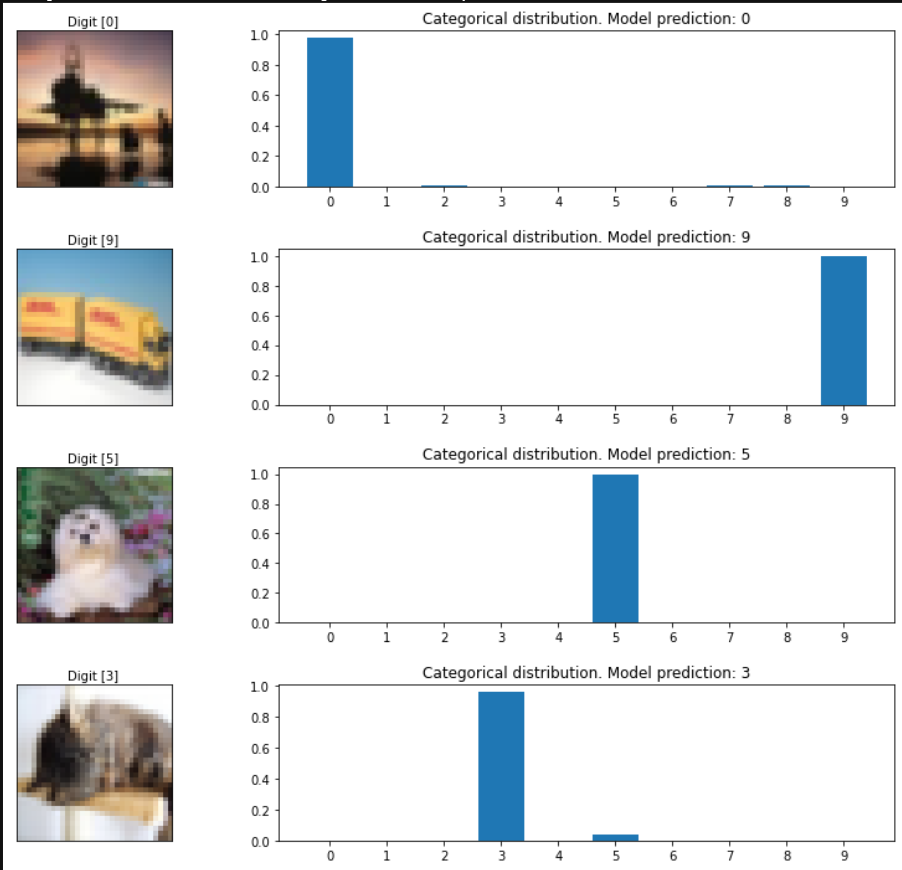 Digit [0]
Categorical distribution. Model prediction: 0
1.0
0.8
0.6
0.4
0.2
0.0
0 1 2 3 4 5 6 7 8 9
Digit [9]
Categorical distribution. Model prediction: 9
1.0
0.8
0.6
0.4
0.2
0.0
0 1 2 3 4 5 6 7 8 9
Digit [5]
Categorical distribution. Model prediction: 5
1.0
0.8
0.6
0.4
0.2
0.0
0 1 2 3 4 5 6 7 8 9
Digit [3]
Categorical distribution. Model prediction: 3
1.0
0.8
0.6
0.4
0.2
0.0
0 1 2 3 4 5 6 7 8 9